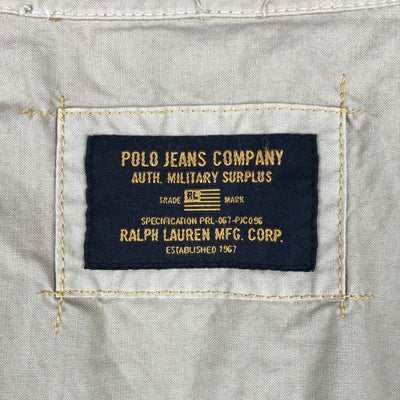 POLO JEANS COMPANY
AUTH. MILITARY SURPLUS
TRADE RL MARK
SPECIFICATION PRL-067-PJC096
RALPH LAUREN MFG. CORP.
ESTABLISHED 1967